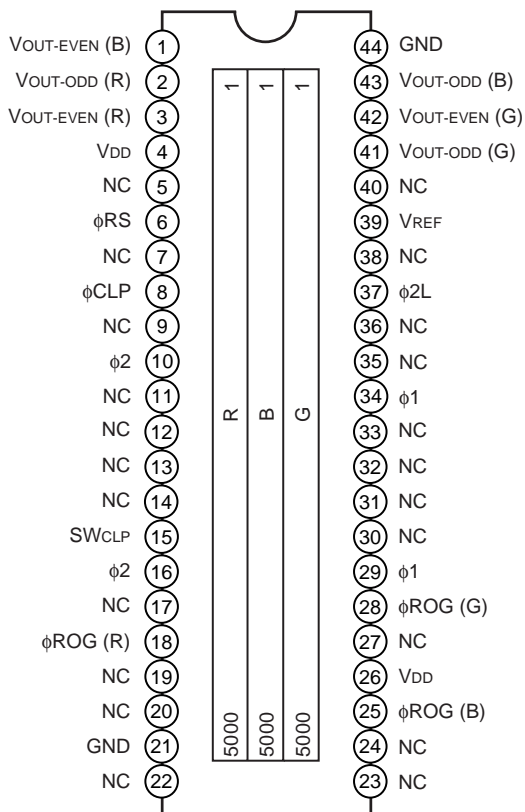 VOUT-EVEN (B) 1
VOUT-ODD (R) 2
VOUT-EVEN (R) 3
VDD 4
NC 5
ϕRS 6
NC 7
ϕCLP 8
NC 9
ϕ2 10
NC 11
NC 12
NC 13
NC 14
SWCLP 15
ϕ2 16
NC 17
ϕROG (R) 18
NC 19
NC 20
GND 21
NC 22
1 1 1
R B G
5000 5000 5000
44 GND
43 VOUT-ODD (B)
42 VOUT-EVEN (G)
41 VOUT-ODD (G)
40 NC
39 VREF
38 NC
37 ϕ2L
36 NC
35 NC
34 ϕ1
33 NC
32 NC
31 NC
30 NC
29 ϕ1
28 ϕROG (G)
27 NC
26 VDD
25 ϕROG (B)
24 NC
23 NC